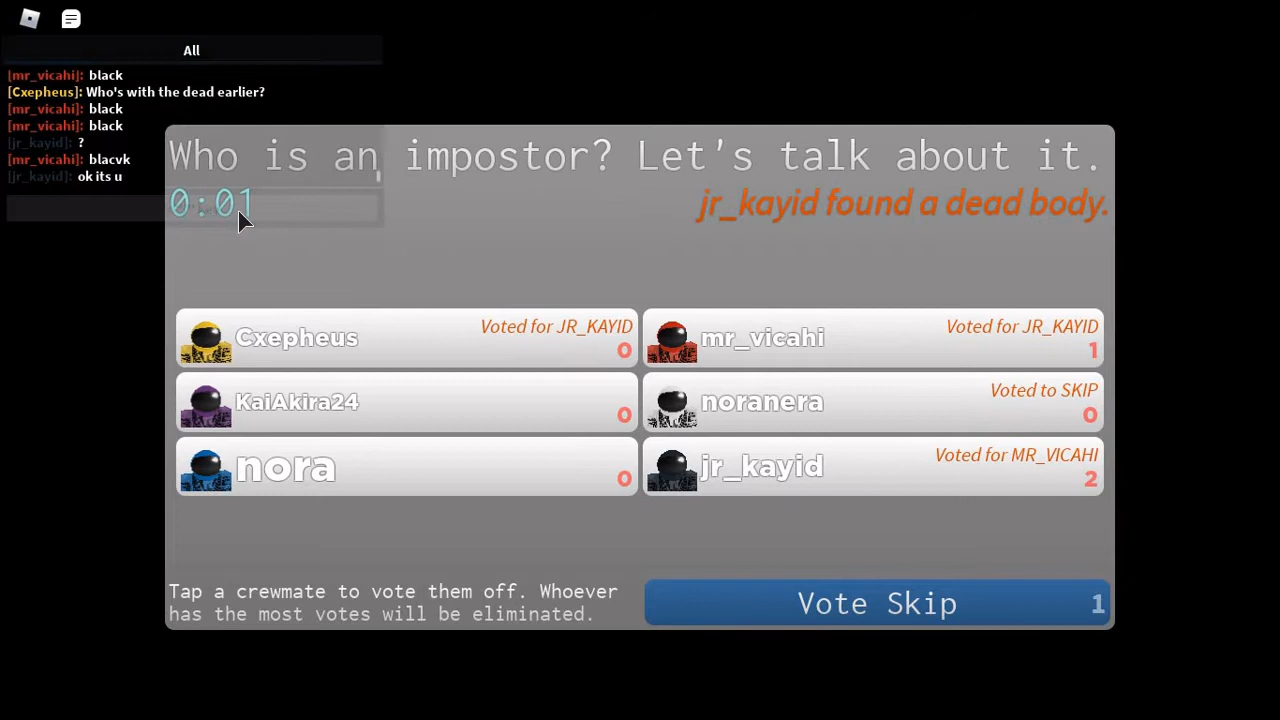 All
[mr_vicahi]: black
[Cxepheus]: Who's with the dead earlier?
[mr_vicahi]: black
[mr_vicahi]: black
[jr_kayid]: ?
[mr_vicahi]: blacvk
[jr_kayid]: ok its u
Who is an impostor? Let's talk about it.
0:01
jr_kayid found a dead body.
Cxepheus
Voted for JR_KAYID
0
mr_vicahi
Voted for JR_KAYID
1
KaiAkira24
0
noranera
Voted to SKIP
0
nora
0
jr_kayid
Voted for MR_VICAHI
2
Tap a crewmate to vote them off. Whoever
has the most votes will be eliminated.
Vote Skip
1